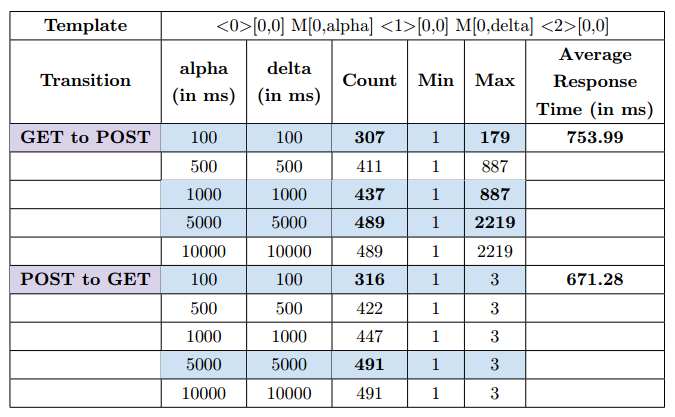 Template <0>[0,0] M[0,alpha] <1>[0,0] M[0,delta] <2>[0,0]
Transition alpha (in ms) delta (in ms) Count Min Max Average Response Time (in ms)
GET to POST 100 100 307 1 179 753.99
500 500 411 1 887
1000 1000 437 1 887
5000 5000 489 1 2219
10000 10000 489 1 2219
POST to GET 100 100 316 1 3 671.28
500 500 422 1 3
1000 1000 447 1 3
5000 5000 491 1 3
10000 10000 491 1 3